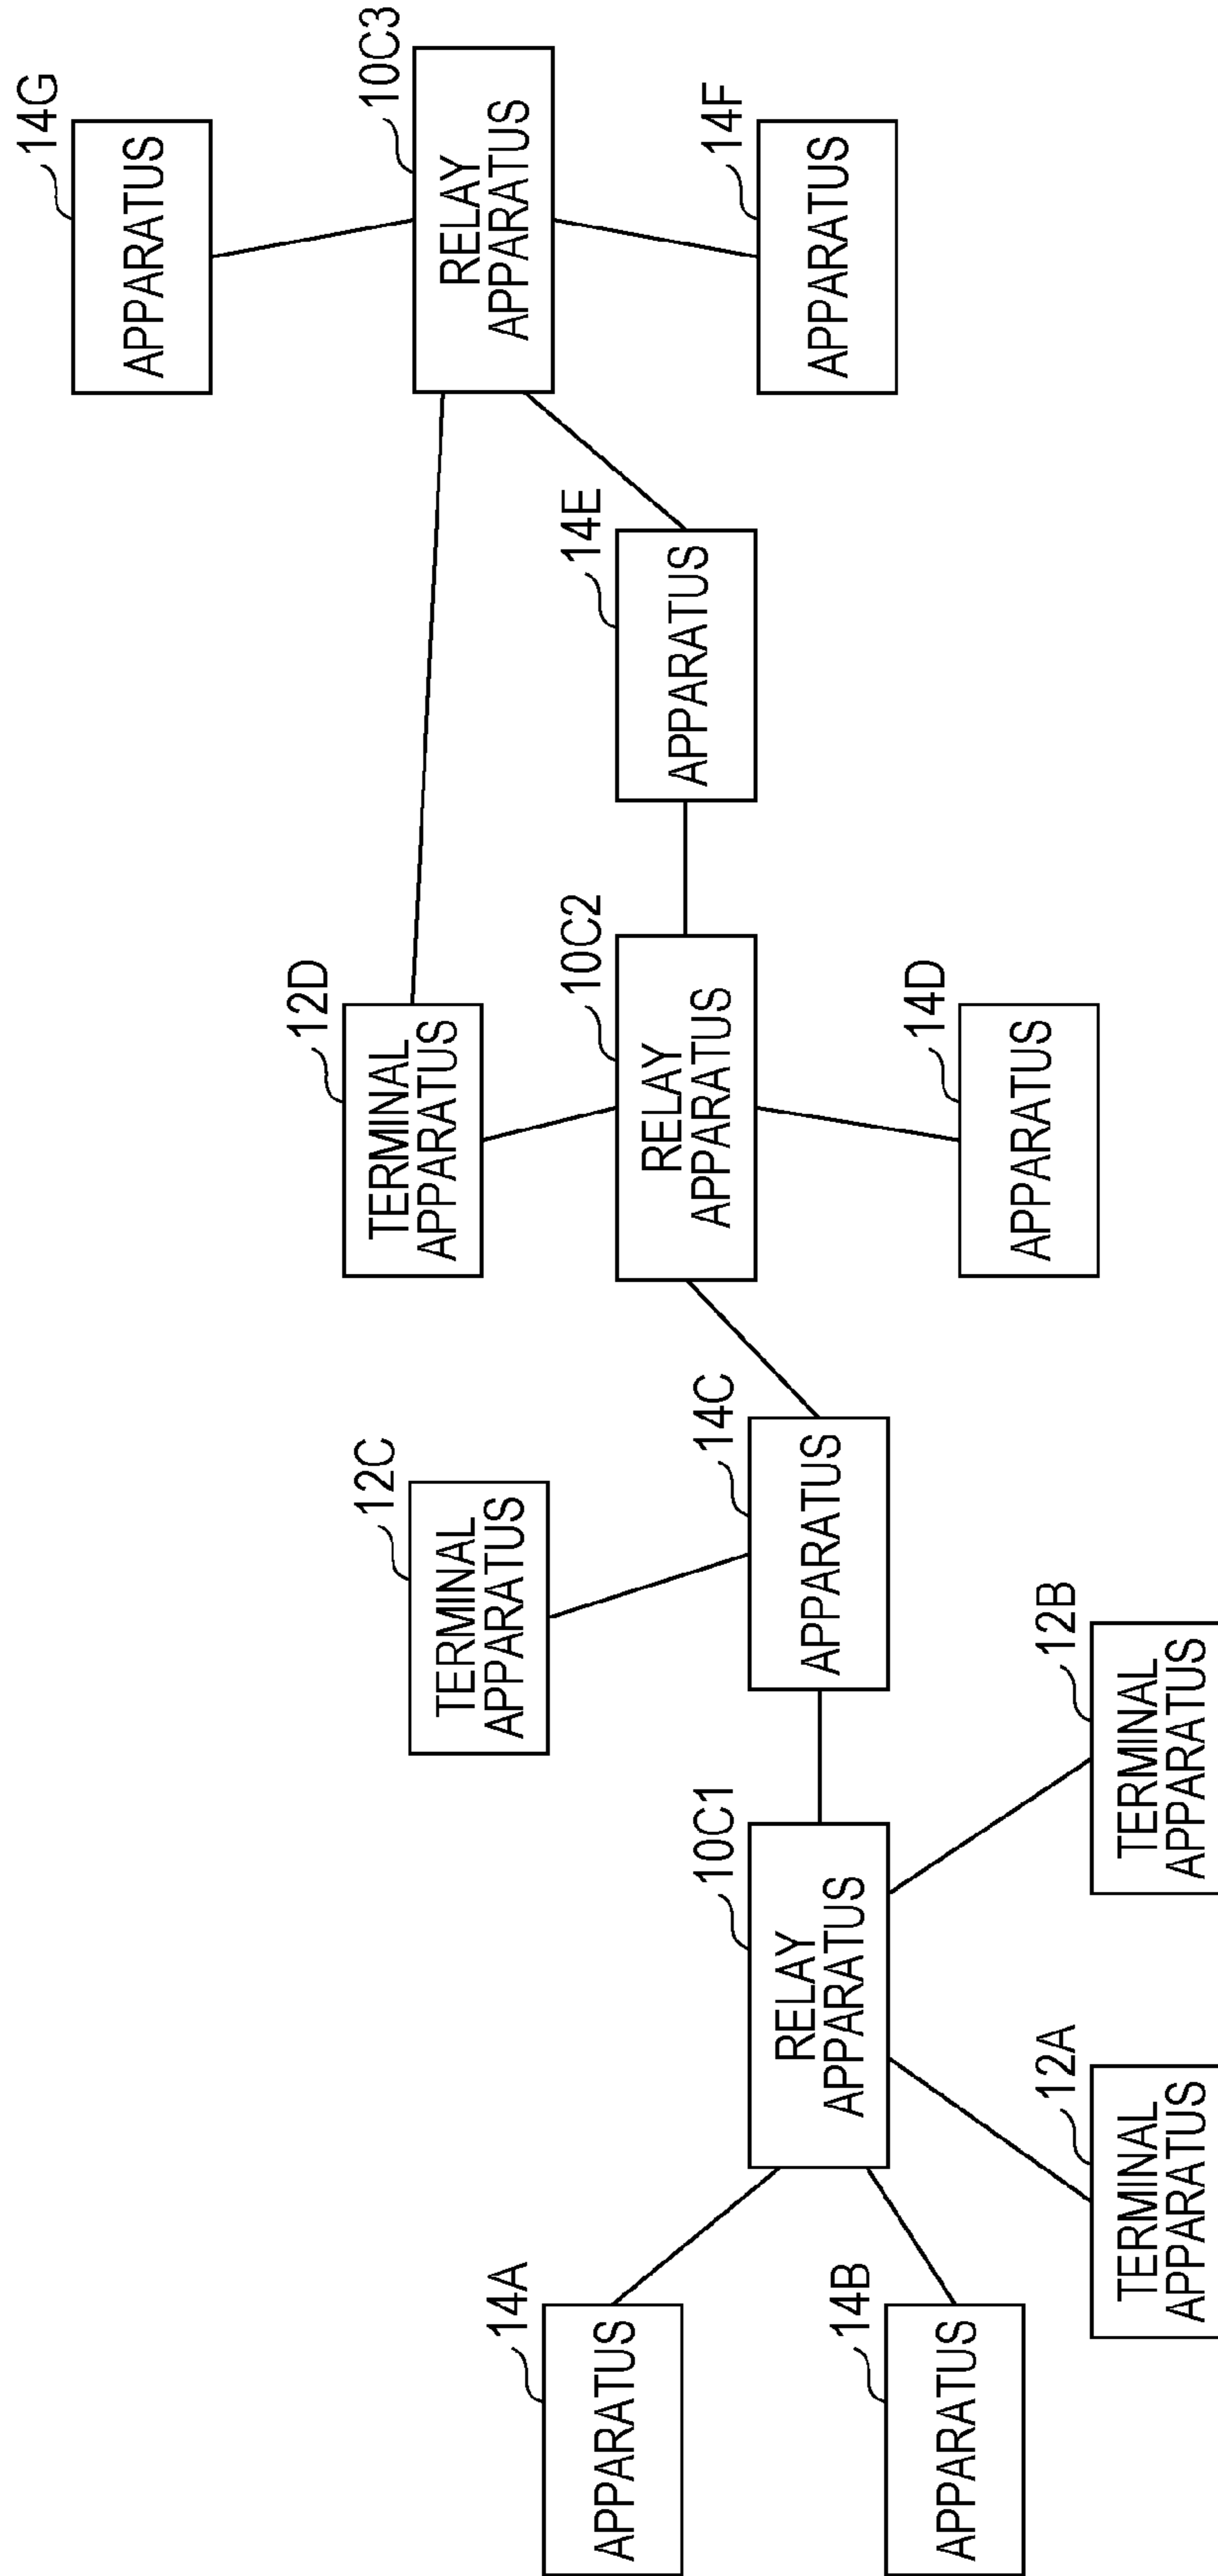 14G
APPARATUS
10C3
RELAY
APPARATUS
14F
APPARATUS
12D
TERMINAL
APPARATUS
14E
APPARATUS
10C2
RELAY
APPARATUS
14D
APPARATUS
12C
TERMINAL
APPARATUS
14C
APPARATUS
10C1
RELAY
APPARATUS
12B
TERMINAL
APPARATUS
12A
TERMINAL
APPARATUS
14A
APPARATUS
14B
APPARATUS